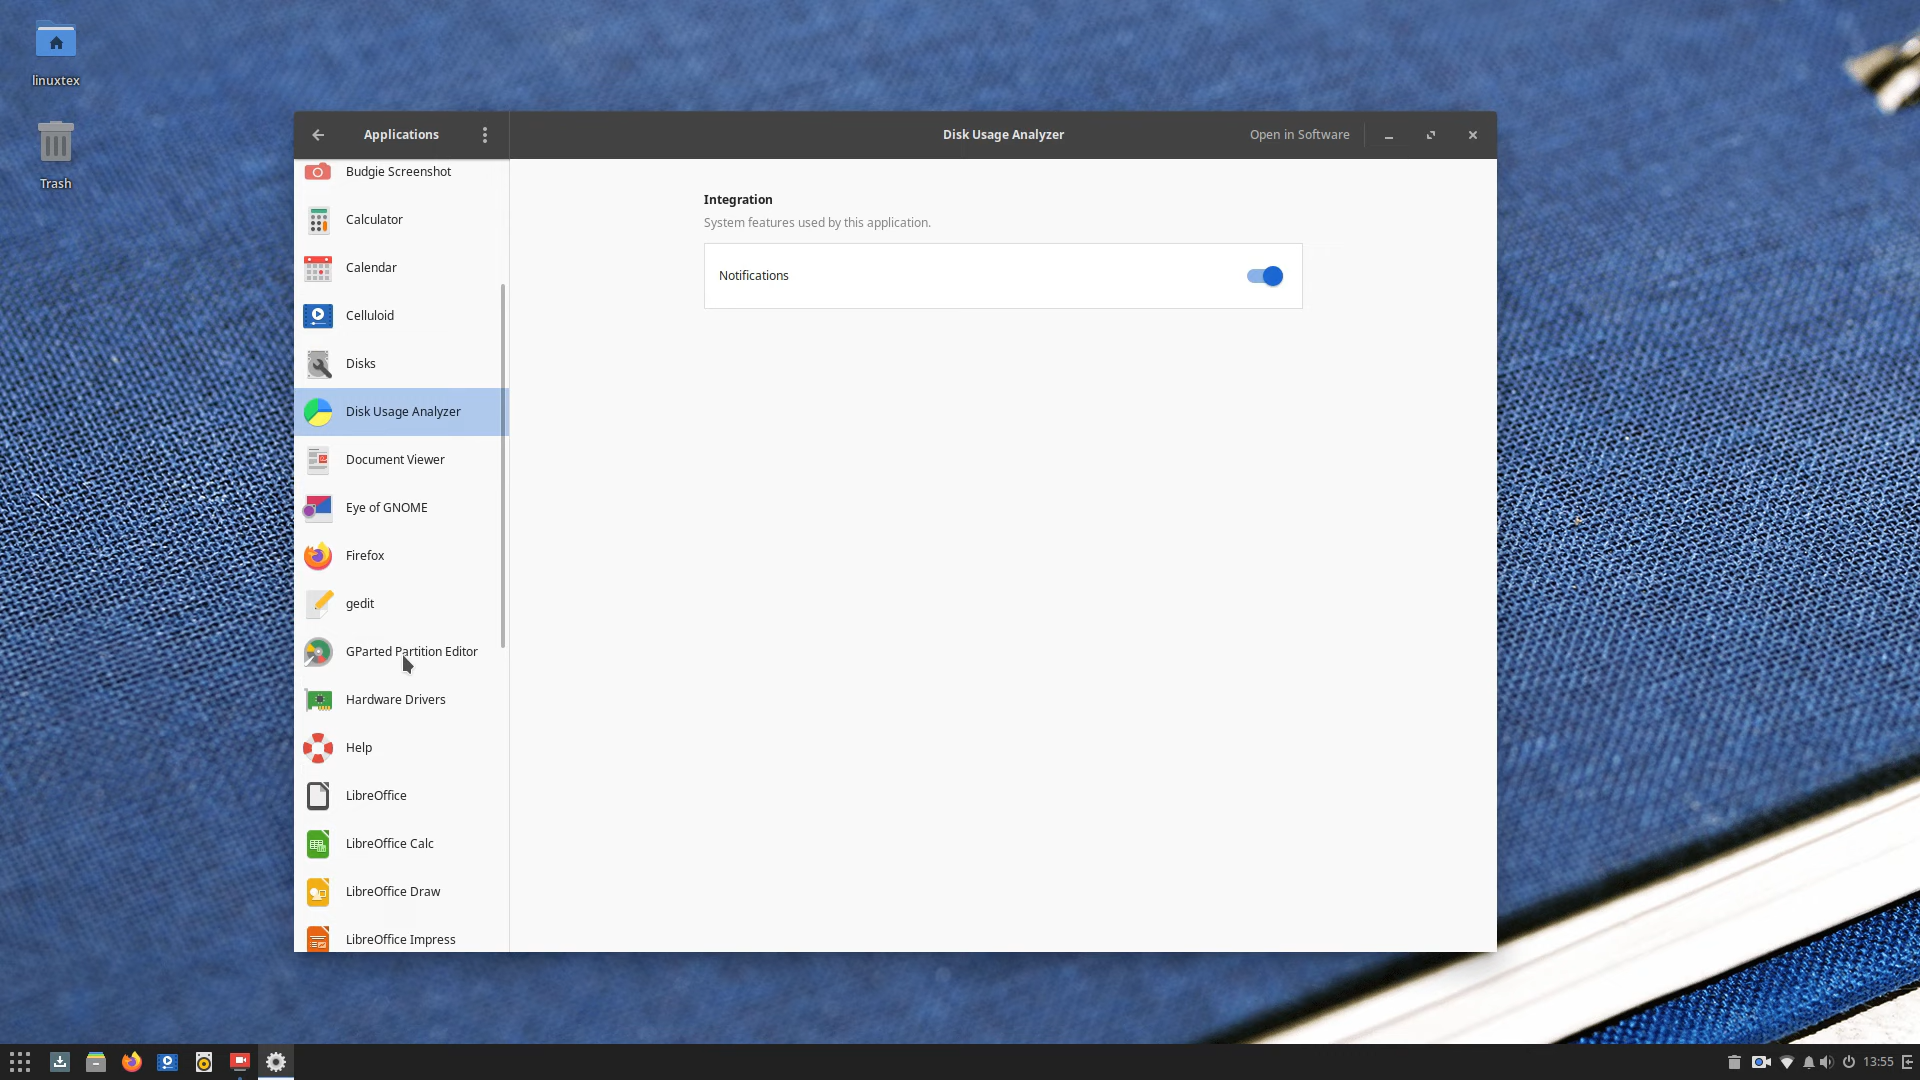 linuxtex
Trash
Applications
Disk Usage Analyzer
Open in Software
Budgie Screenshot
Calculator
Calendar
Celluloid
Disks
Disk Usage Analyzer
Document Viewer
Eye of GNOME
Firefox
gedit
GParted Partition Editor
Hardware Drivers
Help
LibreOffice
LibreOffice Calc
LibreOffice Draw
LibreOffice Impress
Integration
System features used by this application.
Notifications
13:55